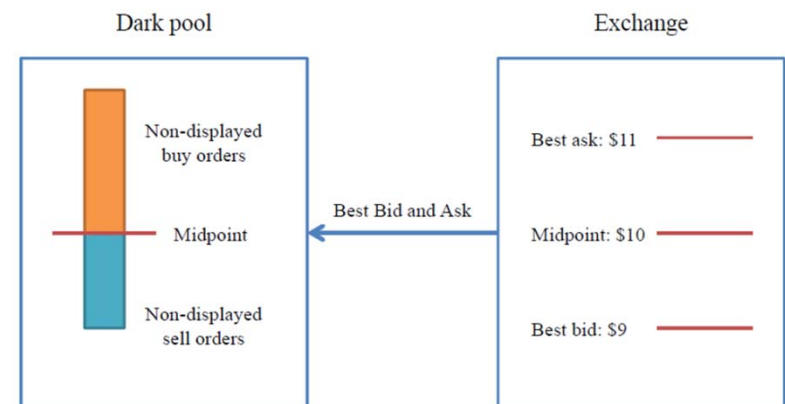 Dark pool
Non-displayed
buy orders
Midpoint
Non-displayed
sell orders
Best Bid and Ask
Exchange
Best ask: $11
Midpoint: $10
Best bid: $9